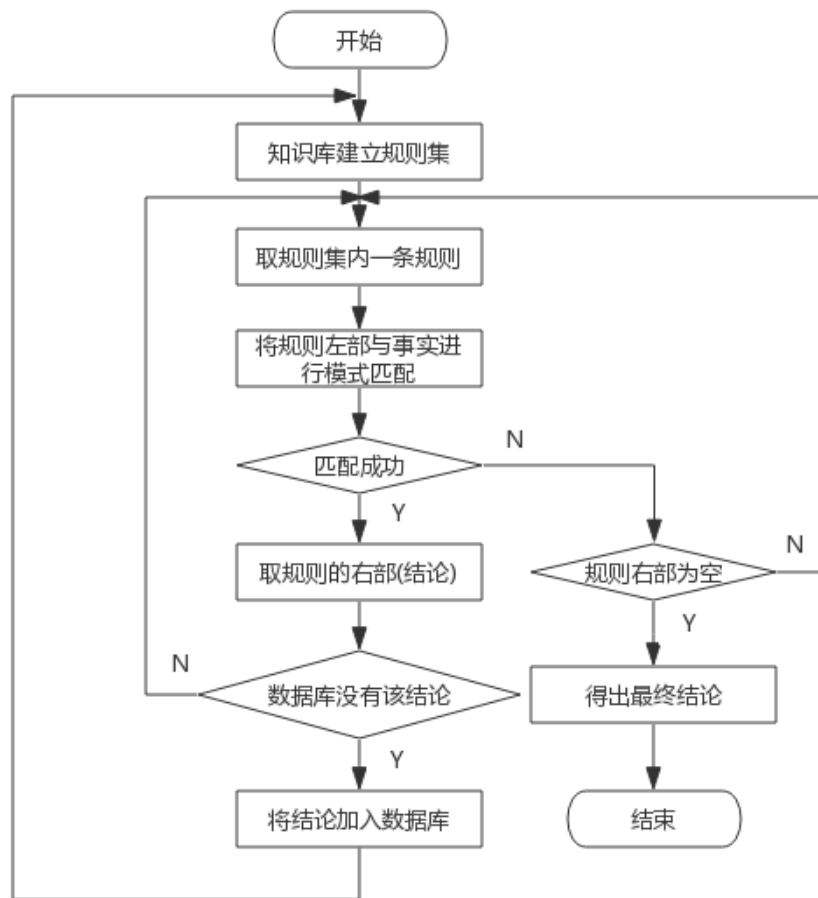 开始
知识库建立规则集
取规则集内一条规则
将规则左部与事实进
行模式匹配
匹配成功
N
Y
取规则的右部(结论)
规则右部为空
N
Y
数据库没有该结论
N
Y
得出最终结论
将结论加入数据库
结束